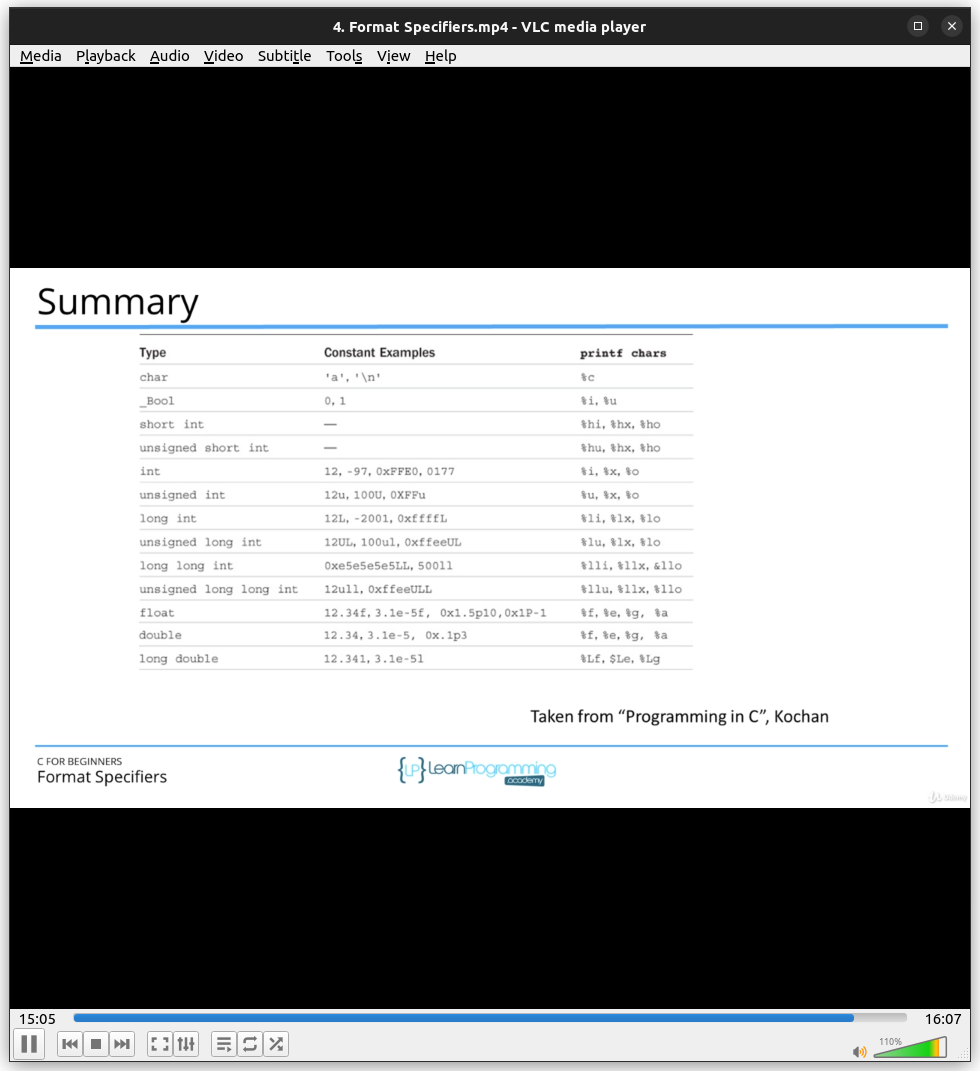 4. Format Specifiers.mp4 - VLC media player
Media Playback Audio Video Subtitle Tools View Help
Summary
Type Constant Examples printf chars
char 'a', '\n' %c
_Bool 0, 1 %i, %u
short int — %hi, %hx, %ho
unsigned short int — %hu, %hx, %ho
int 12, -97, 0xFFE0, 0177 %i, %x, %o
unsigned int 12u, 100U, 0XFFu %u, %x, %o
long int 12L, -2001, 0xffffL %li, %lx, %lo
unsigned long int 12UL, 100ul, 0xffeeUL %lu, %lx, %lo
long long int 0xe5e5e5e5LL, 500ll %lli, %llx, &llo
unsigned long long int 12ull, 0xffeeULL %llu, %llx, %llo
float 12.34f, 3.1e-5f, 0x1.5p10, 0x1P-1 %f, %e, %g, %a
double 12.34, 3.1e-5, 0x.1p3 %f, %e, %g, %a
long double 12.341, 3.1e-5l %Lf, $Le, %Lg
Taken from “Programming in C”, Kochan
C FOR BEGINNERS
Format Specifiers
{LP} LearnProgramming
academy
Udemy
15:05 16:07
110%